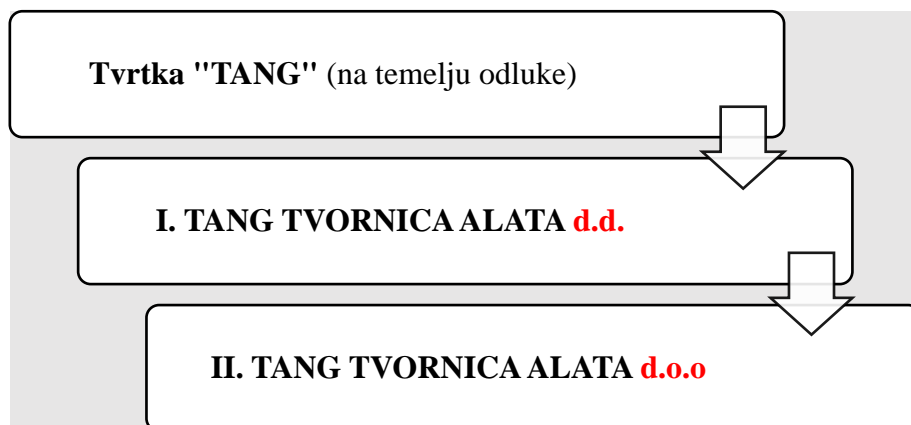 Tvrtka "TANG" (na temelju odluke)
I. TANG TVORNICA ALATA d.d.
II. TANG TVORNICA ALATA d.o.o